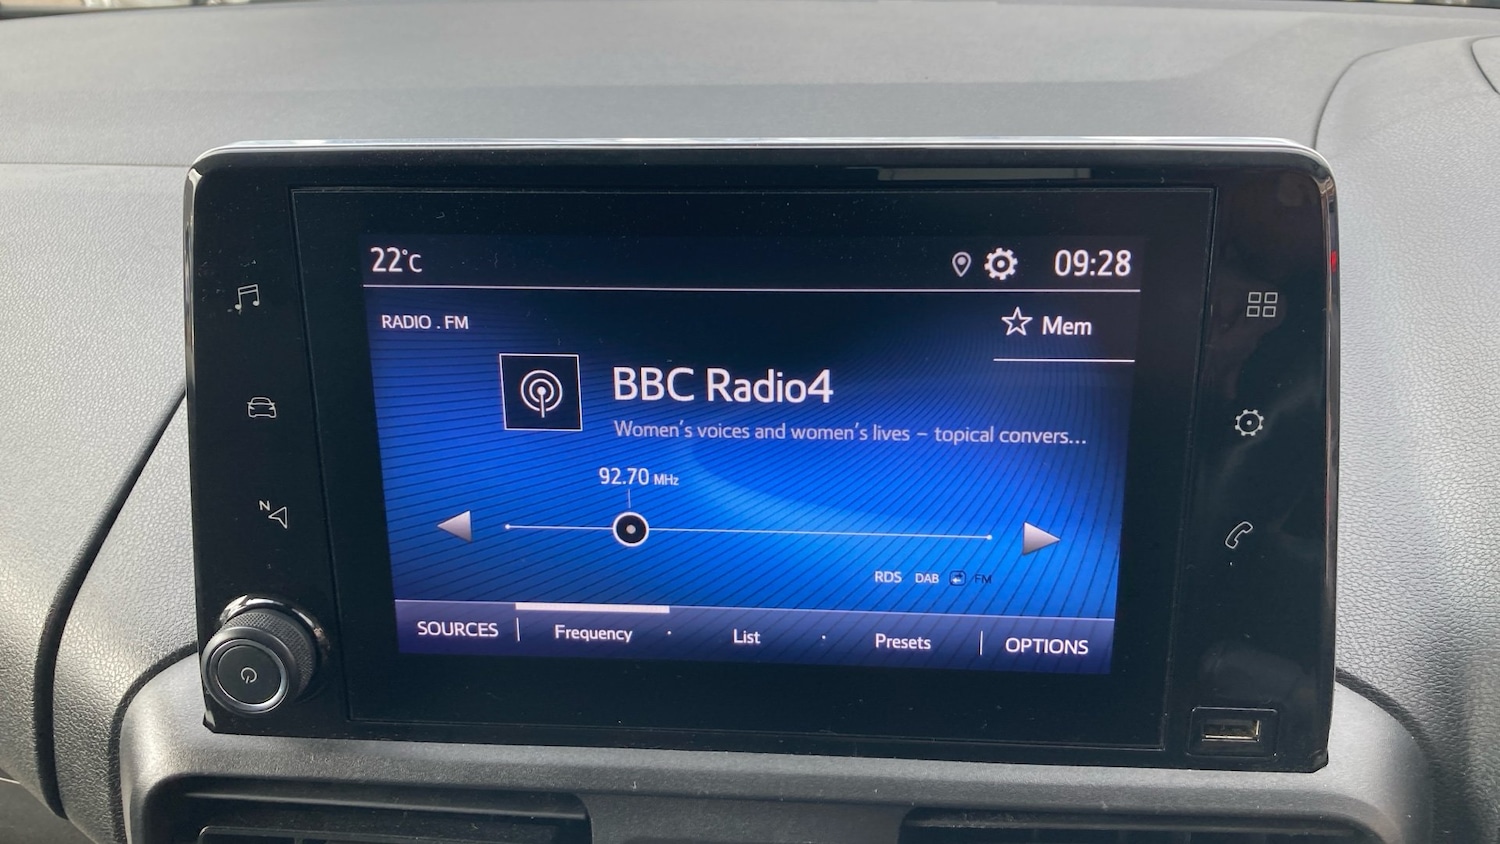 22°C
09:28
RADIO . FM
Mem
BBC Radio4
Women's voices and women's lives – topical convers...
92.70 MHz
N
RDS DAB FM
SOURCES | Frequency · List · Presets | OPTIONS